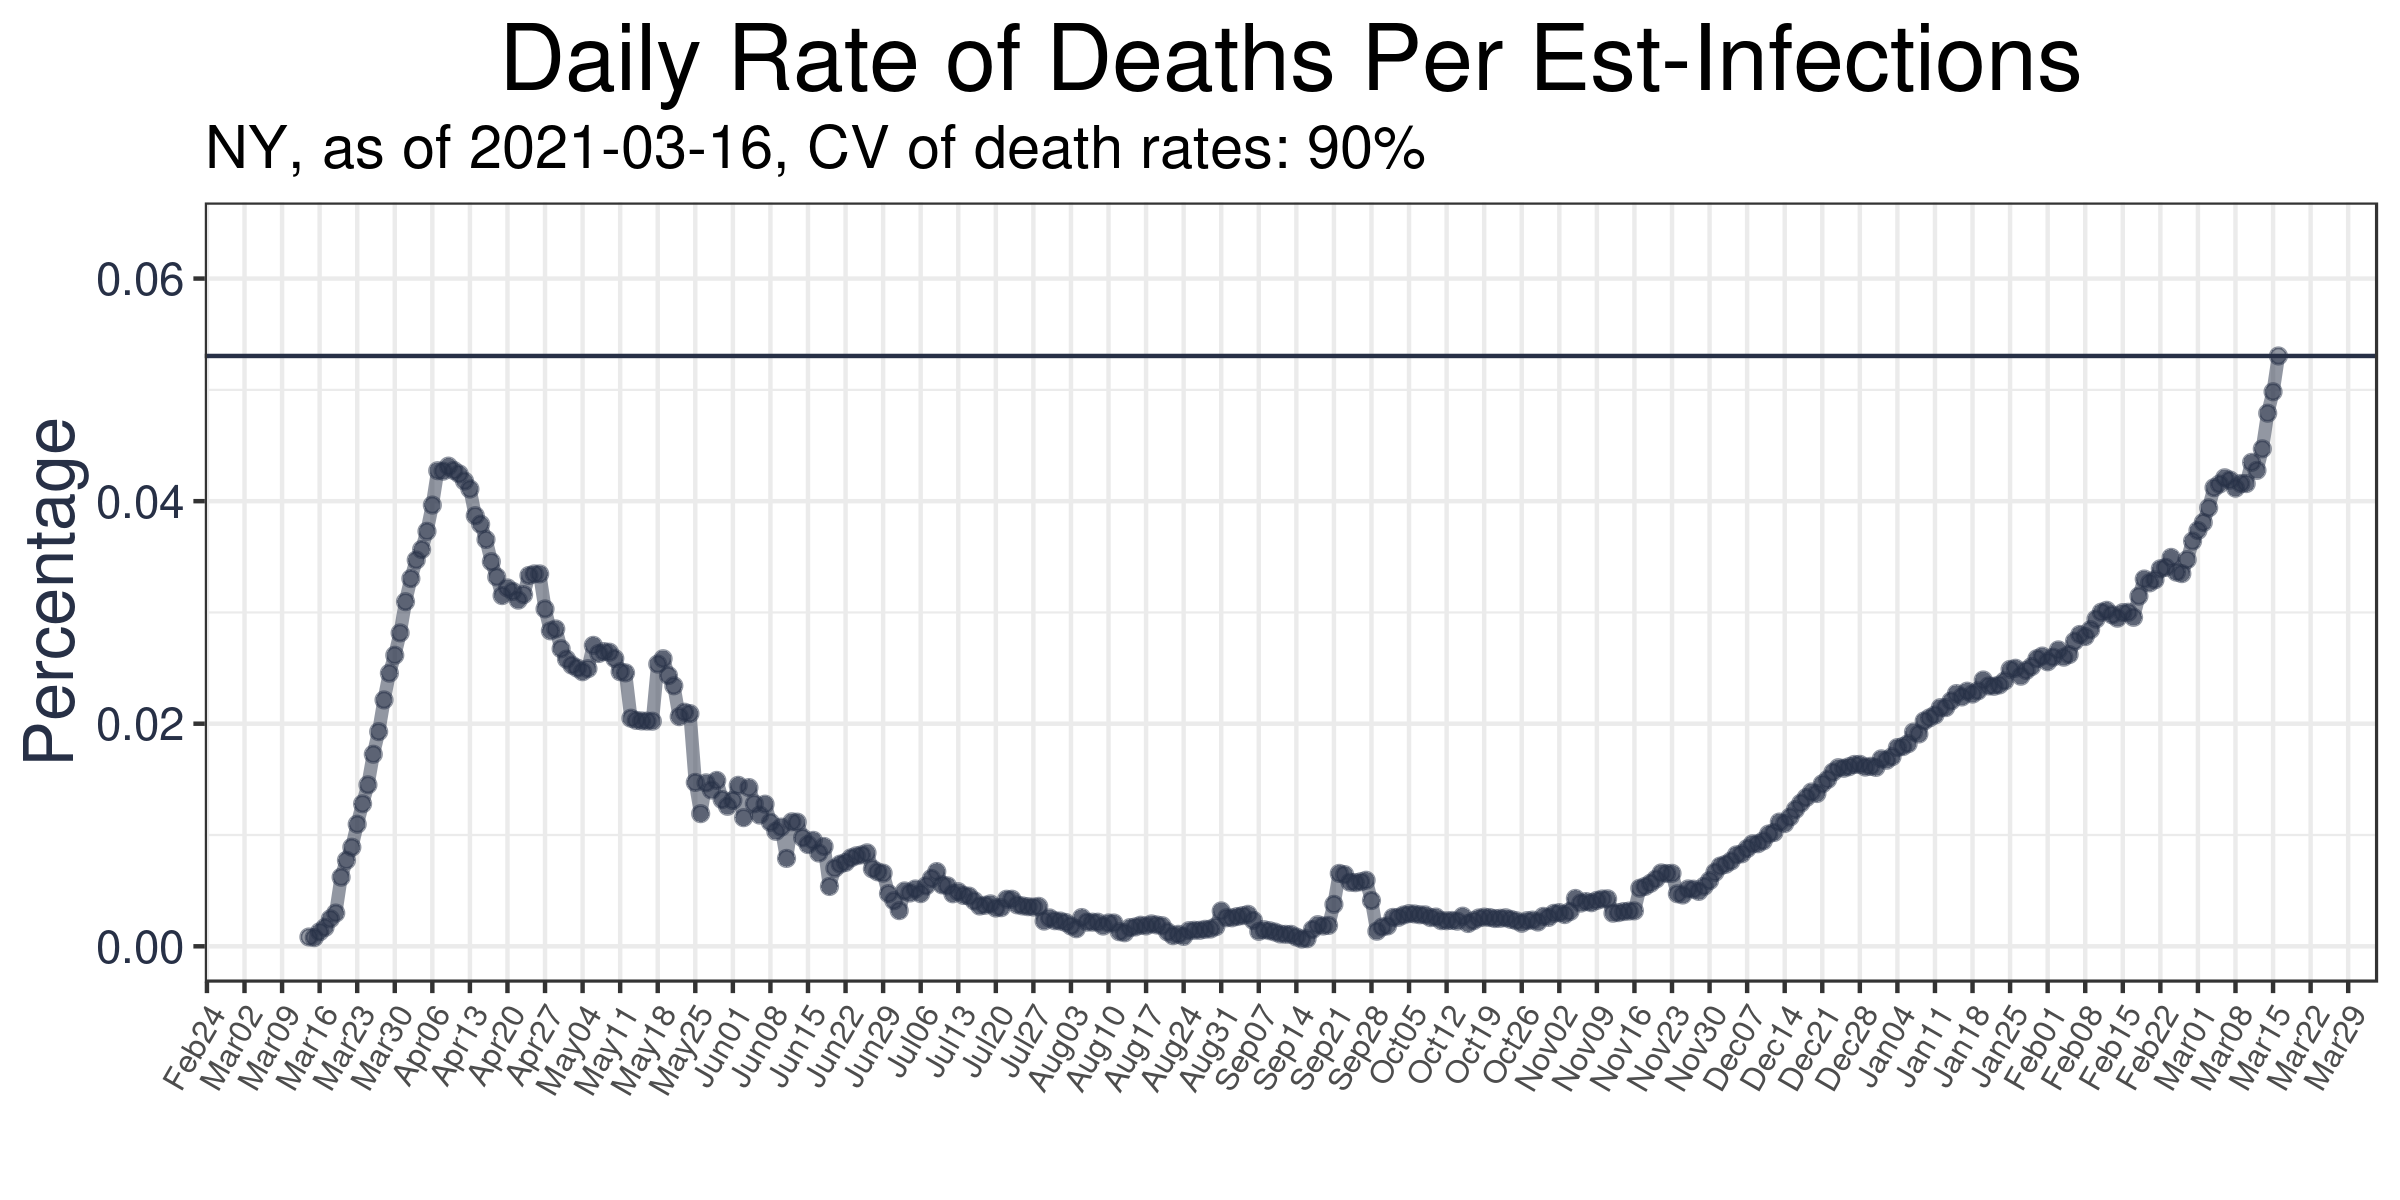 Daily Rate of Deaths Per Est-Infections
NY, as of 2021-03-16, CV of death rates: 90%
Percentage
0.06
0.04
0.02
0.00
Feb24
Mar02
Mar09
Mar16
Mar23
Mar30
Apr06
Apr13
Apr20
Apr27
May04
May11
May18
May25
Jun01
Jun08
Jun15
Jun22
Jun29
Jul06
Jul13
Jul20
Jul27
Aug03
Aug10
Aug17
Aug24
Aug31
Sep07
Sep14
Sep21
Sep28
Oct05
Oct12
Oct19
Oct26
Nov02
Nov09
Nov16
Nov23
Nov30
Dec07
Dec14
Dec21
Dec28
Jan04
Jan11
Jan18
Jan25
Feb01
Feb08
Feb15
Feb22
Mar01
Mar08
Mar15
Mar22
Mar29